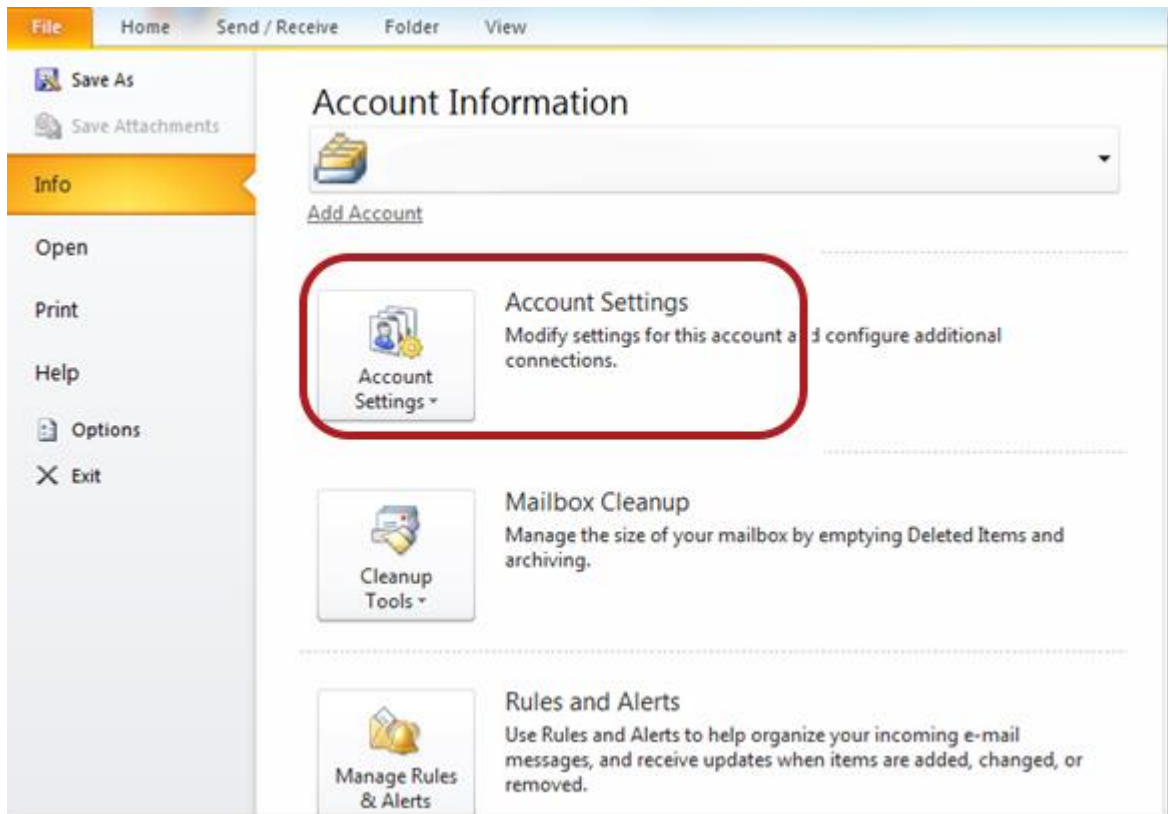 File Home Send / Receive Folder View
Save As
Save Attachments
Info
Open
Print
Help
Options
Exit
Account Information
Add Account
Account
Settings
Account Settings
Modify settings for this account a d configure additional
connections.
Cleanup
Tools
Mailbox Cleanup
Manage the size of your mailbox by emptying Deleted Items and
archiving.
Manage Rules
& Alerts
Rules and Alerts
Use Rules and Alerts to help organize your incoming e-mail
messages, and receive updates when items are added, changed, or
removed.